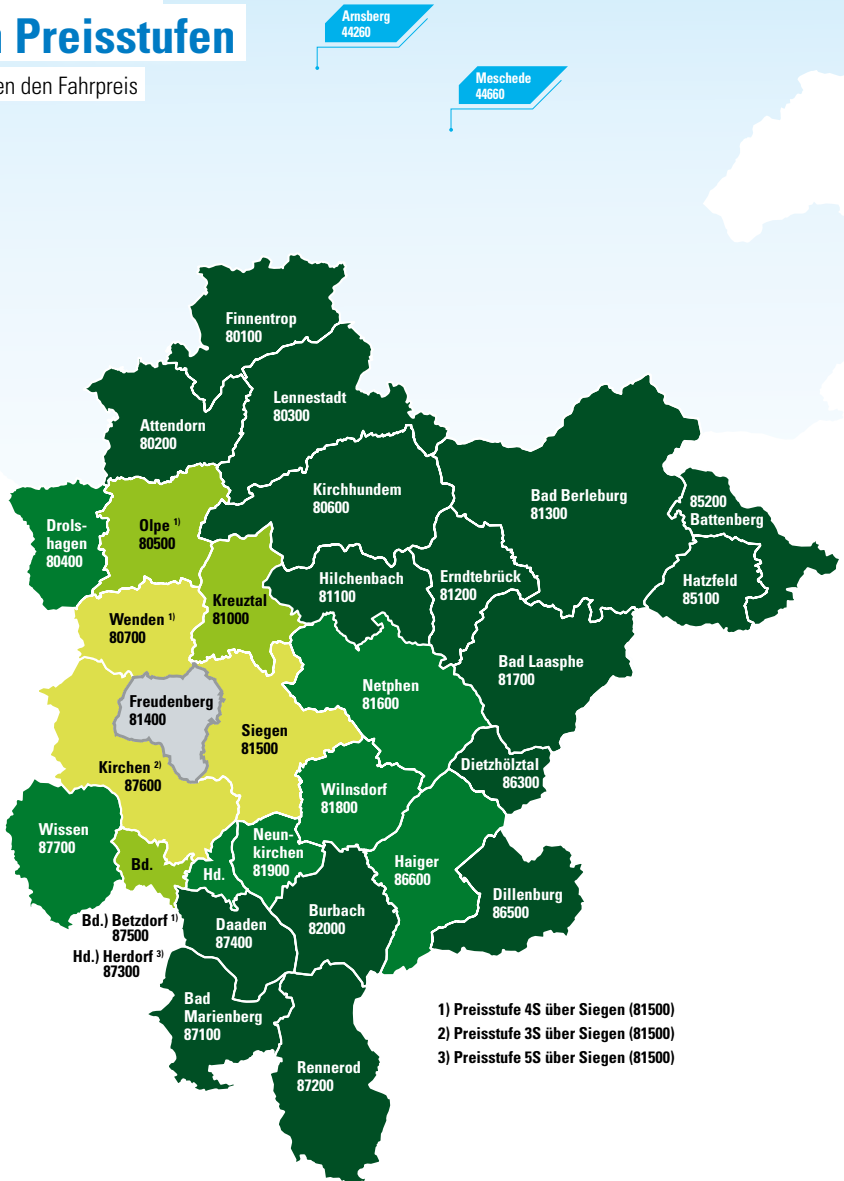 Preisstufen
en den Fahrpreis
Arnsberg
44260
Meschede
44660
Finnentrop
80100
Lennestadt
80300
Attendorn
80200
Kirchhundem
80600
Bad Berleburg
81300
85200
Battenberg
Drols-
hagen
80400
Olpe ¹⁾
80500
Hatzfeld
85100
Hilchenbach
81100
Erndtebrück
81200
Kreuztal
81000
Wenden ¹⁾
80700
Bad Laasphe
81700
Netphen
81600
Freudenberg
81400
Siegen
81500
Kirchen ²⁾
87600
Dietzhölztal
86300
Wilnsdorf
81800
Wissen
87700
Neun-
kirchen
81900
Bd.
Hd.
Haiger
86600
Dillenburg
86500
Burbach
82000
Bd.) Betzdorf ¹⁾
87500
Daaden
87400
Hd.) Herdorf ³⁾
87300
Bad
Marienberg
87100
Rennerod
87200
1) Preisstufe 4S über Siegen (81500)
2) Preisstufe 3S über Siegen (81500)
3) Preisstufe 5S über Siegen (81500)